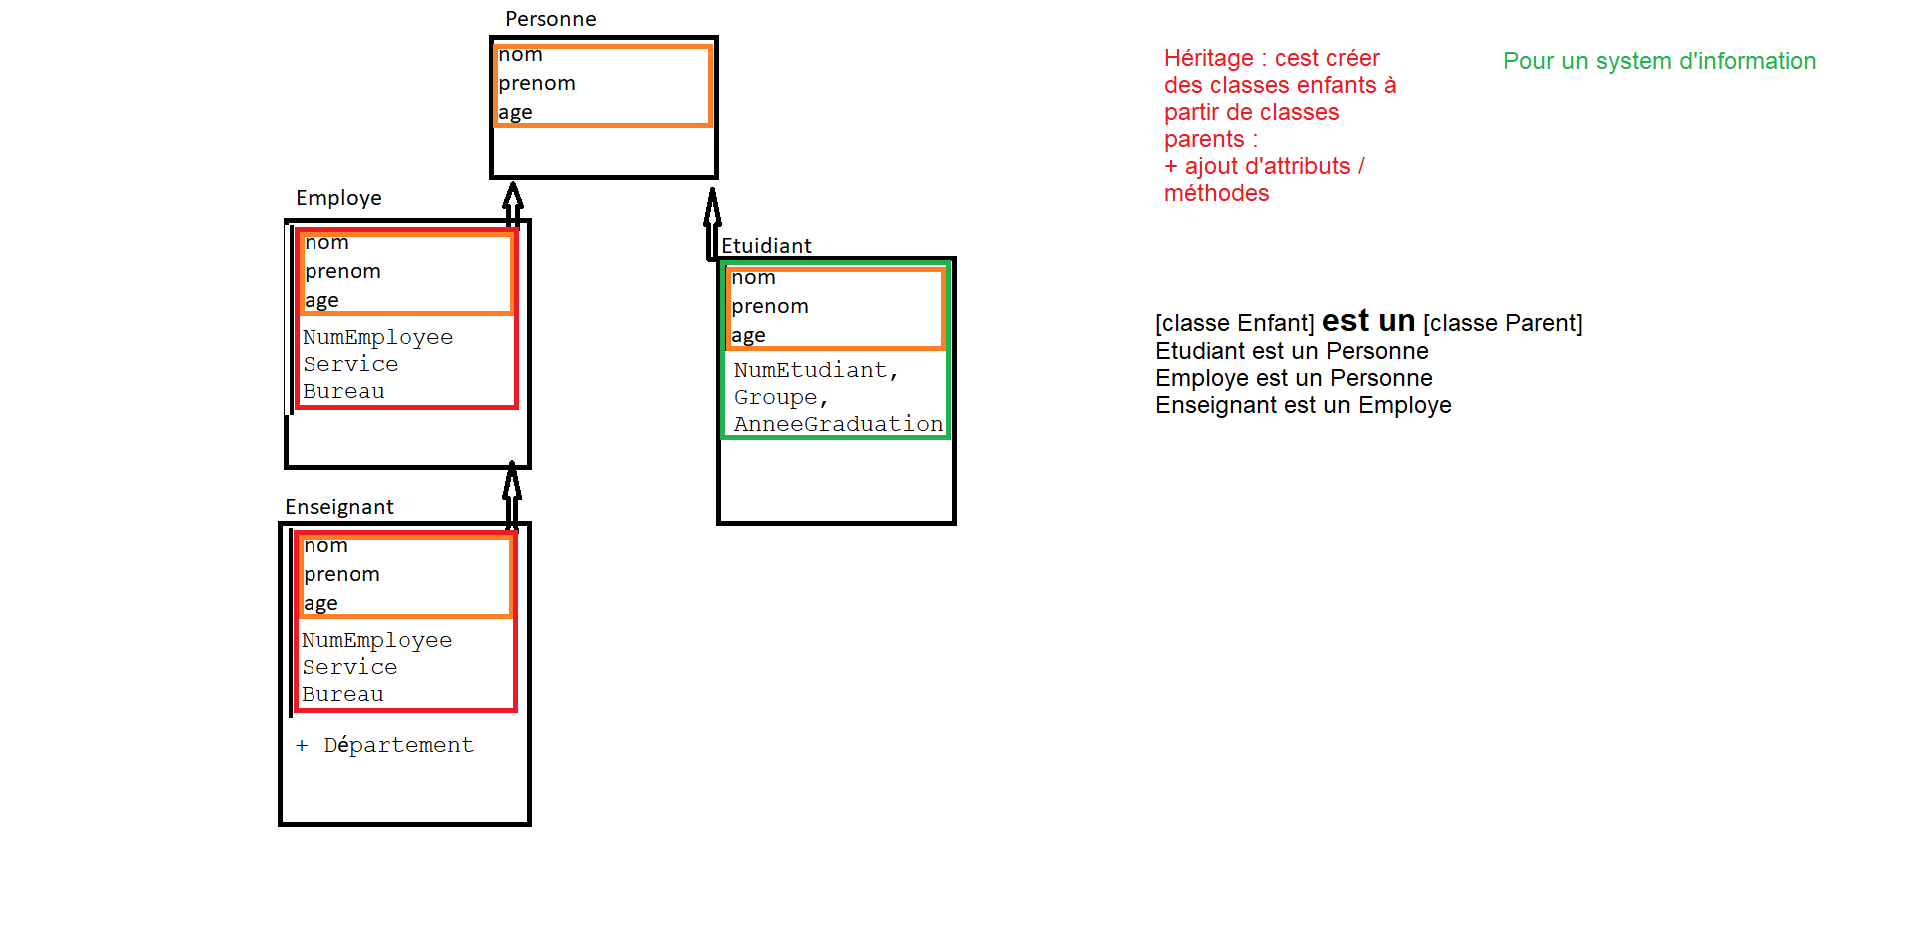 Personne
nom
prenom
age
Employe
nom
prenom
age
NumEmployee
Service
Bureau
Etuidiant
nom
prenom
age
NumEtudiant,
Groupe,
AnneeGraduation
Enseignant
nom
prenom
age
NumEmployee
Service
Bureau
+ Département
Héritage : cest créer
des classes enfants à
partir de classes
parents :
+ ajout d'attributs /
méthodes
Pour un system d'information
[classe Enfant] est un [classe Parent]
Etudiant est un Personne
Employe est un Personne
Enseignant est un Employe